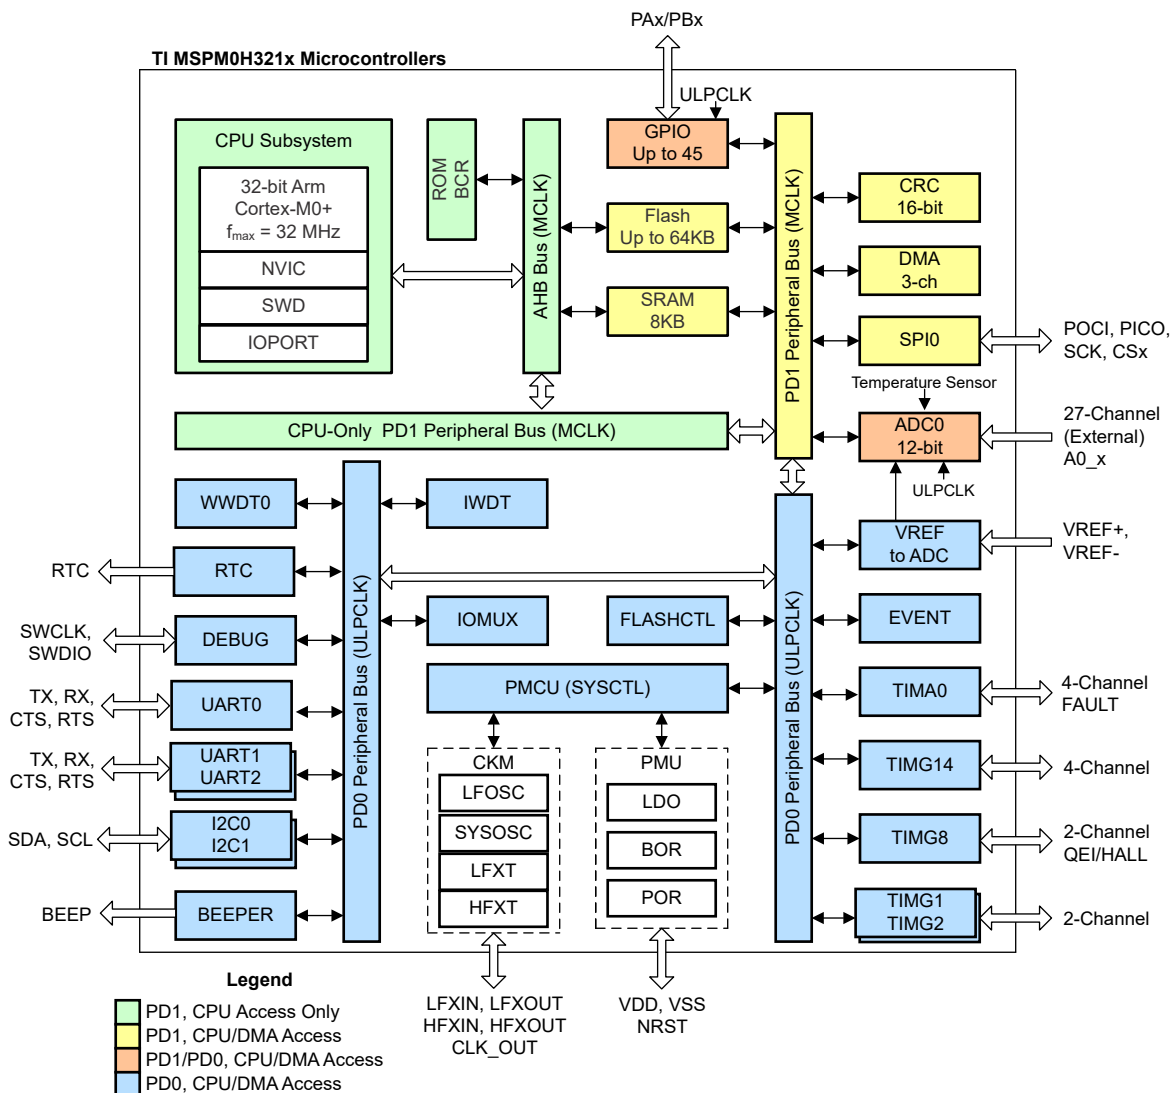 PAx/PBx
TI MSPM0H321x Microcontrollers
ULPCLK
CPU Subsystem
32-bit Arm
Cortex-M0+
fmax = 32 MHz
NVIC
SWD
IOPORT
ROM
BCR
AHB Bus (MCLK)
GPIO
Up to 45
Flash
Up to 64KB
SRAM
8KB
PD1 Peripheral Bus (MCLK)
CRC
16-bit
DMA
3-ch
SPI0
POCI, PICO,
SCK, CSx
Temperature Sensor
CPU-Only PD1 Peripheral Bus (MCLK)
ADC0
12-bit
27-Channel
(External)
A0_x
ULPCLK
WWDT0
IWDT
VREF
to ADC
VREF+,
VREF-
RTC
RTC
PD0 Peripheral Bus (ULPCLK)
PD0 Peripheral Bus (ULPCLK)
SWCLK,
SWDIO
DEBUG
IOMUX
FLASHCTL
EVENT
PMCU (SYSCTL)
TX, RX,
CTS, RTS
UART0
TIMA0
4-Channel
FAULT
TX, RX,
CTS, RTS
UART1
UART2
CKM
LFOSC
SYSOSC
LFXT
HFXT
PMU
LDO
BOR
POR
TIMG14
4-Channel
SDA, SCL
I2C0
I2C1
TIMG8
2-Channel
QEI/HALL
BEEP
BEEPER
TIMG1
TIMG2
2-Channel
LFXIN, LFXOUT
HFXIN, HFXOUT
CLK_OUT
VDD, VSS
NRST
Legend
PD1, CPU Access Only
PD1, CPU/DMA Access
PD1/PD0, CPU/DMA Access
PD0, CPU/DMA Access